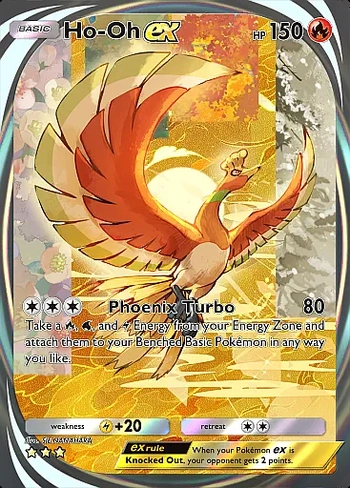 BASIC Ho-Oh ex HP 150
Phoenix Turbo 80
Take a , , and Energy from your Energy Zone and
attach them to your Benched Basic Pokémon in any way
you like.
weakness +20 retreat
Illus.
ex rule When your Pokémon ex is
Knocked Out, your opponent gets 2 points.